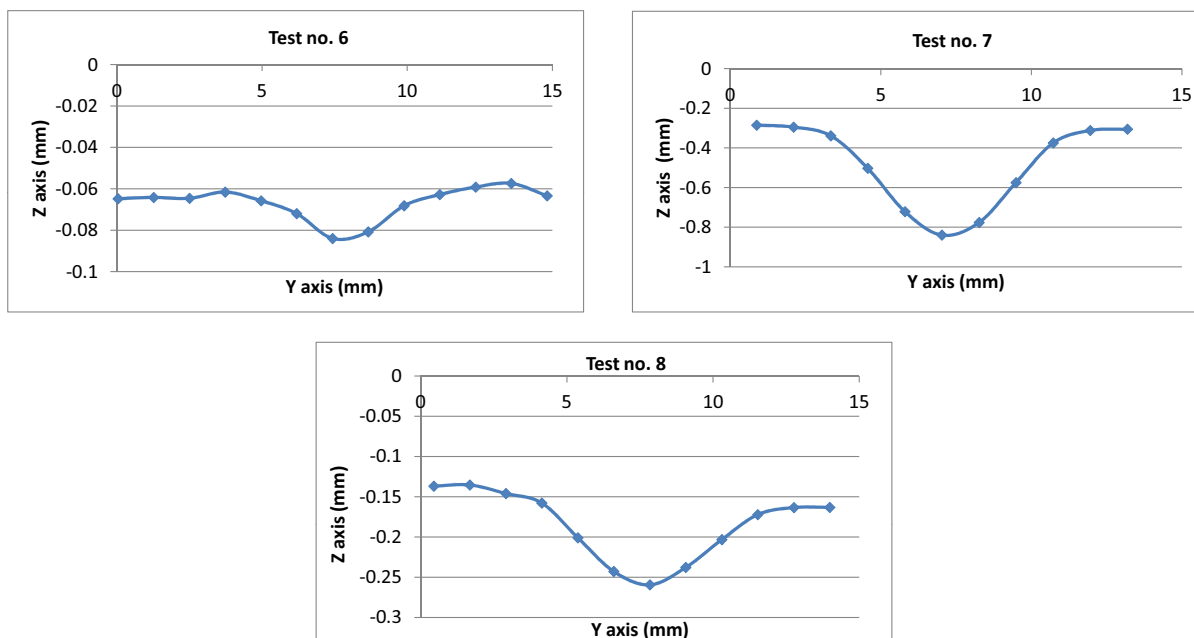 Test no. 6
0
-0.02
-0.04
-0.06
-0.08
-0.1
0 5 10 15
Z axis (mm)
Y axis (mm)
Test no. 7
0
-0.2
-0.4
-0.6
-0.8
-1
0 5 10 15
Z axis (mm)
Y axis (mm)
Test no. 8
0
-0.05
-0.1
-0.15
-0.2
-0.25
-0.3
0 5 10 15
Z axis (mm)
Y axis (mm)